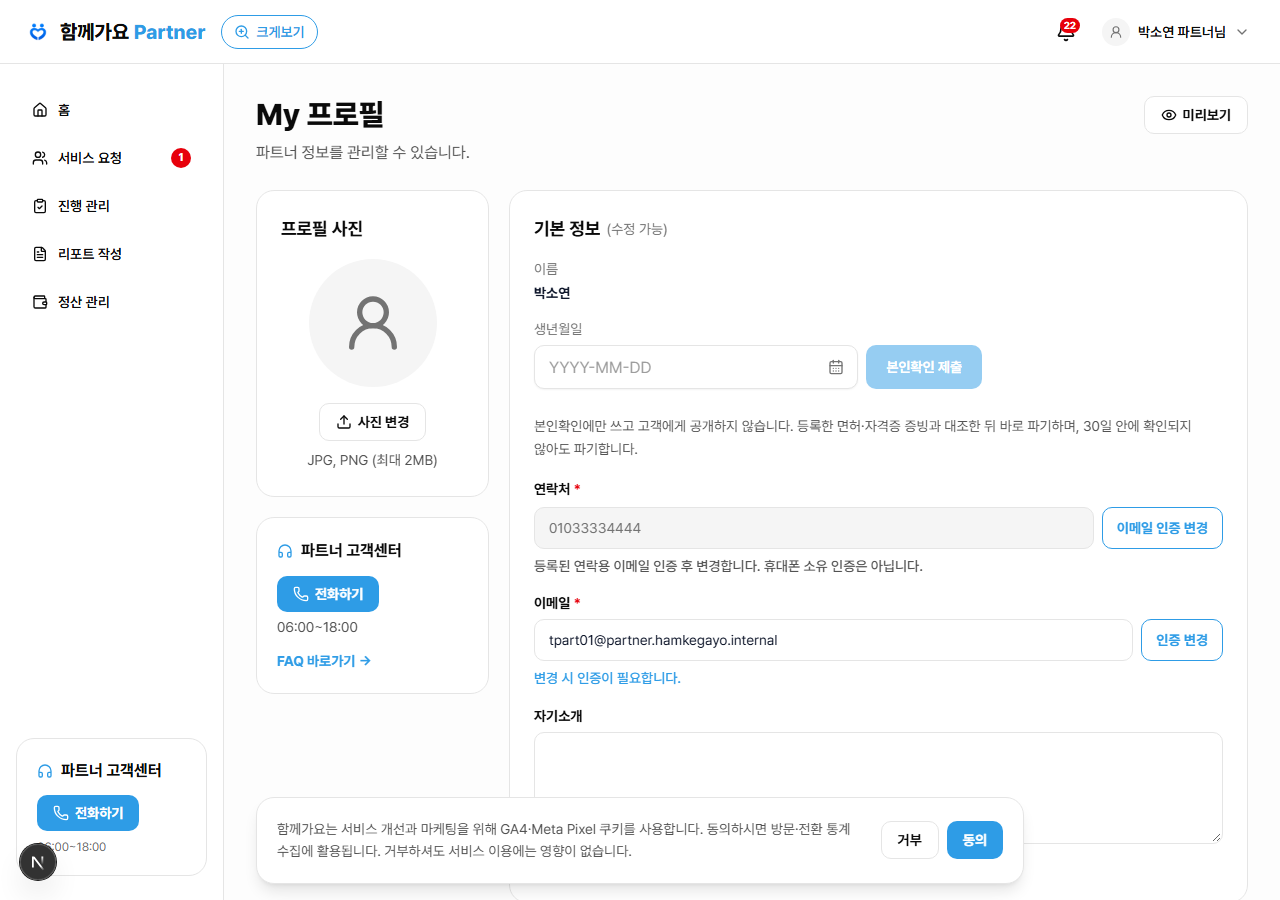 함께가요 Partner
크게보기
22
박소연 파트너님
홈
서비스 요청
1
진행 관리
리포트 작성
정산 관리
My 프로필
미리보기
파트너 정보를 관리할 수 있습니다.
프로필 사진
사진 변경
JPG, PNG (최대 2MB)
파트너 고객센터
전화하기
06:00~18:00
FAQ 바로가기 →
기본 정보 (수정 가능)
이름
박소연
생년월일
YYYY-MM-DD
본인확인 제출
본인확인에만 쓰고 고객에게 공개하지 않습니다. 등록한 면허·자격증 증빙과 대조한 뒤 바로 파기하며, 30일 안에 확인되지
않아도 파기합니다.
연락처 *
01033334444
이메일 인증 변경
등록된 연락용 이메일 인증 후 변경합니다. 휴대폰 소유 인증은 아닙니다.
이메일 *
tpart01@partner.hamkegayo.internal
인증 변경
변경 시 인증이 필요합니다.
자기소개
파트너 고객센터
전화하기
:00~18:00
N
함께가요는 서비스 개선과 마케팅을 위해 GA4·Meta Pixel 쿠키를 사용합니다. 동의하시면 방문·전환 통계
수집에 활용됩니다. 거부하셔도 서비스 이용에는 영향이 없습니다.
거부
동의